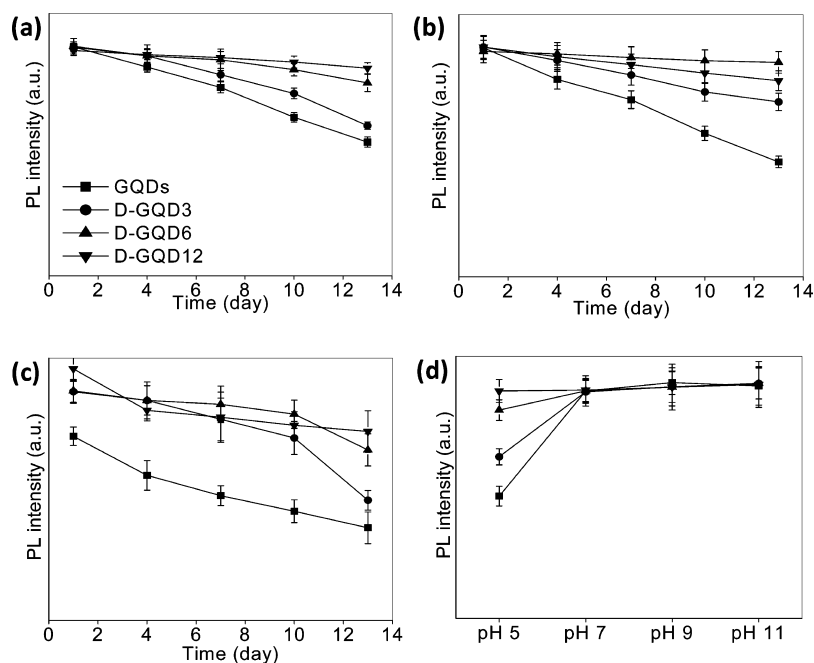 (a)
PL intensity (a.u.)
GQDs
D-GQD3
D-GQD6
D-GQD12
0 2 4 6 8 10 12 14
Time (day)
(b)
PL intensity (a.u.)
0 2 4 6 8 10 12 14
Time (day)
(c)
PL intensity (a.u.)
0 2 4 6 8 10 12 14
Time (day)
(d)
PL intensity (a.u.)
pH 5 pH 7 pH 9 pH 11